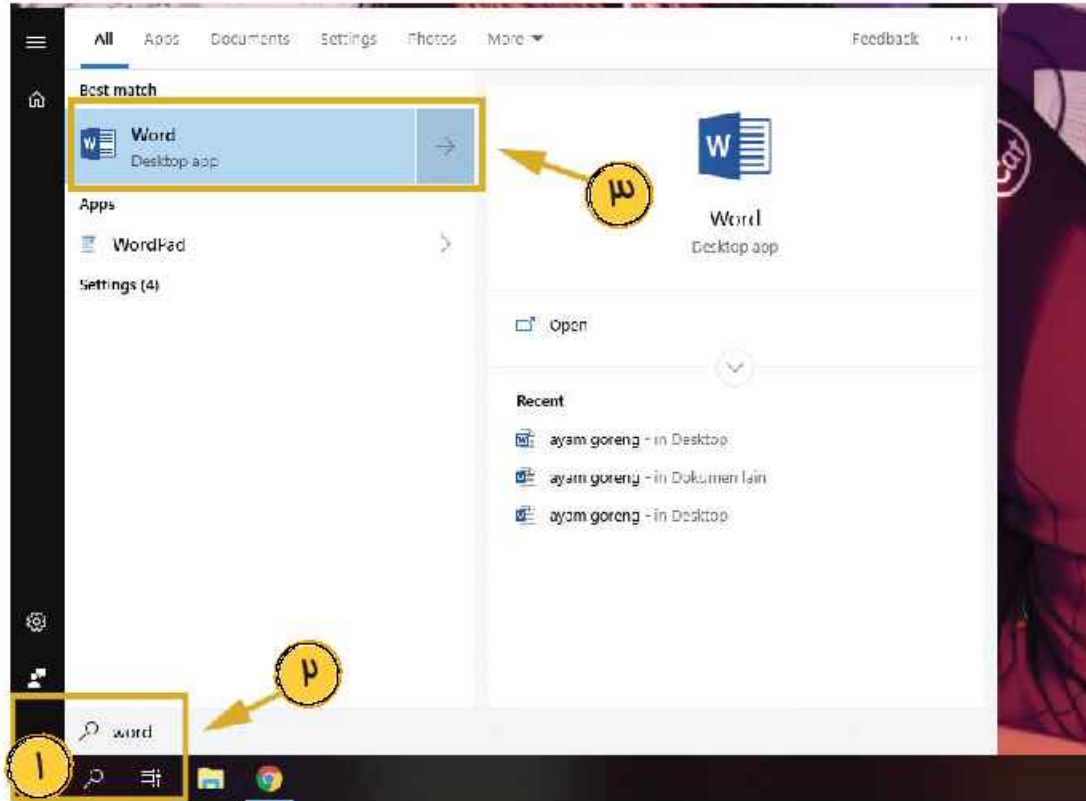 All Apps Documents Settings Photos More Feedback ...
Best match
Word
Desktop app
Apps
WordPad
Settings (4)
٣
Word
Desktop app
Open
Recent
ayam goreng - in Desktop
ayam goreng - in Dokumen lain
ayam goreng - in Desktop
٢
word
١
Cat